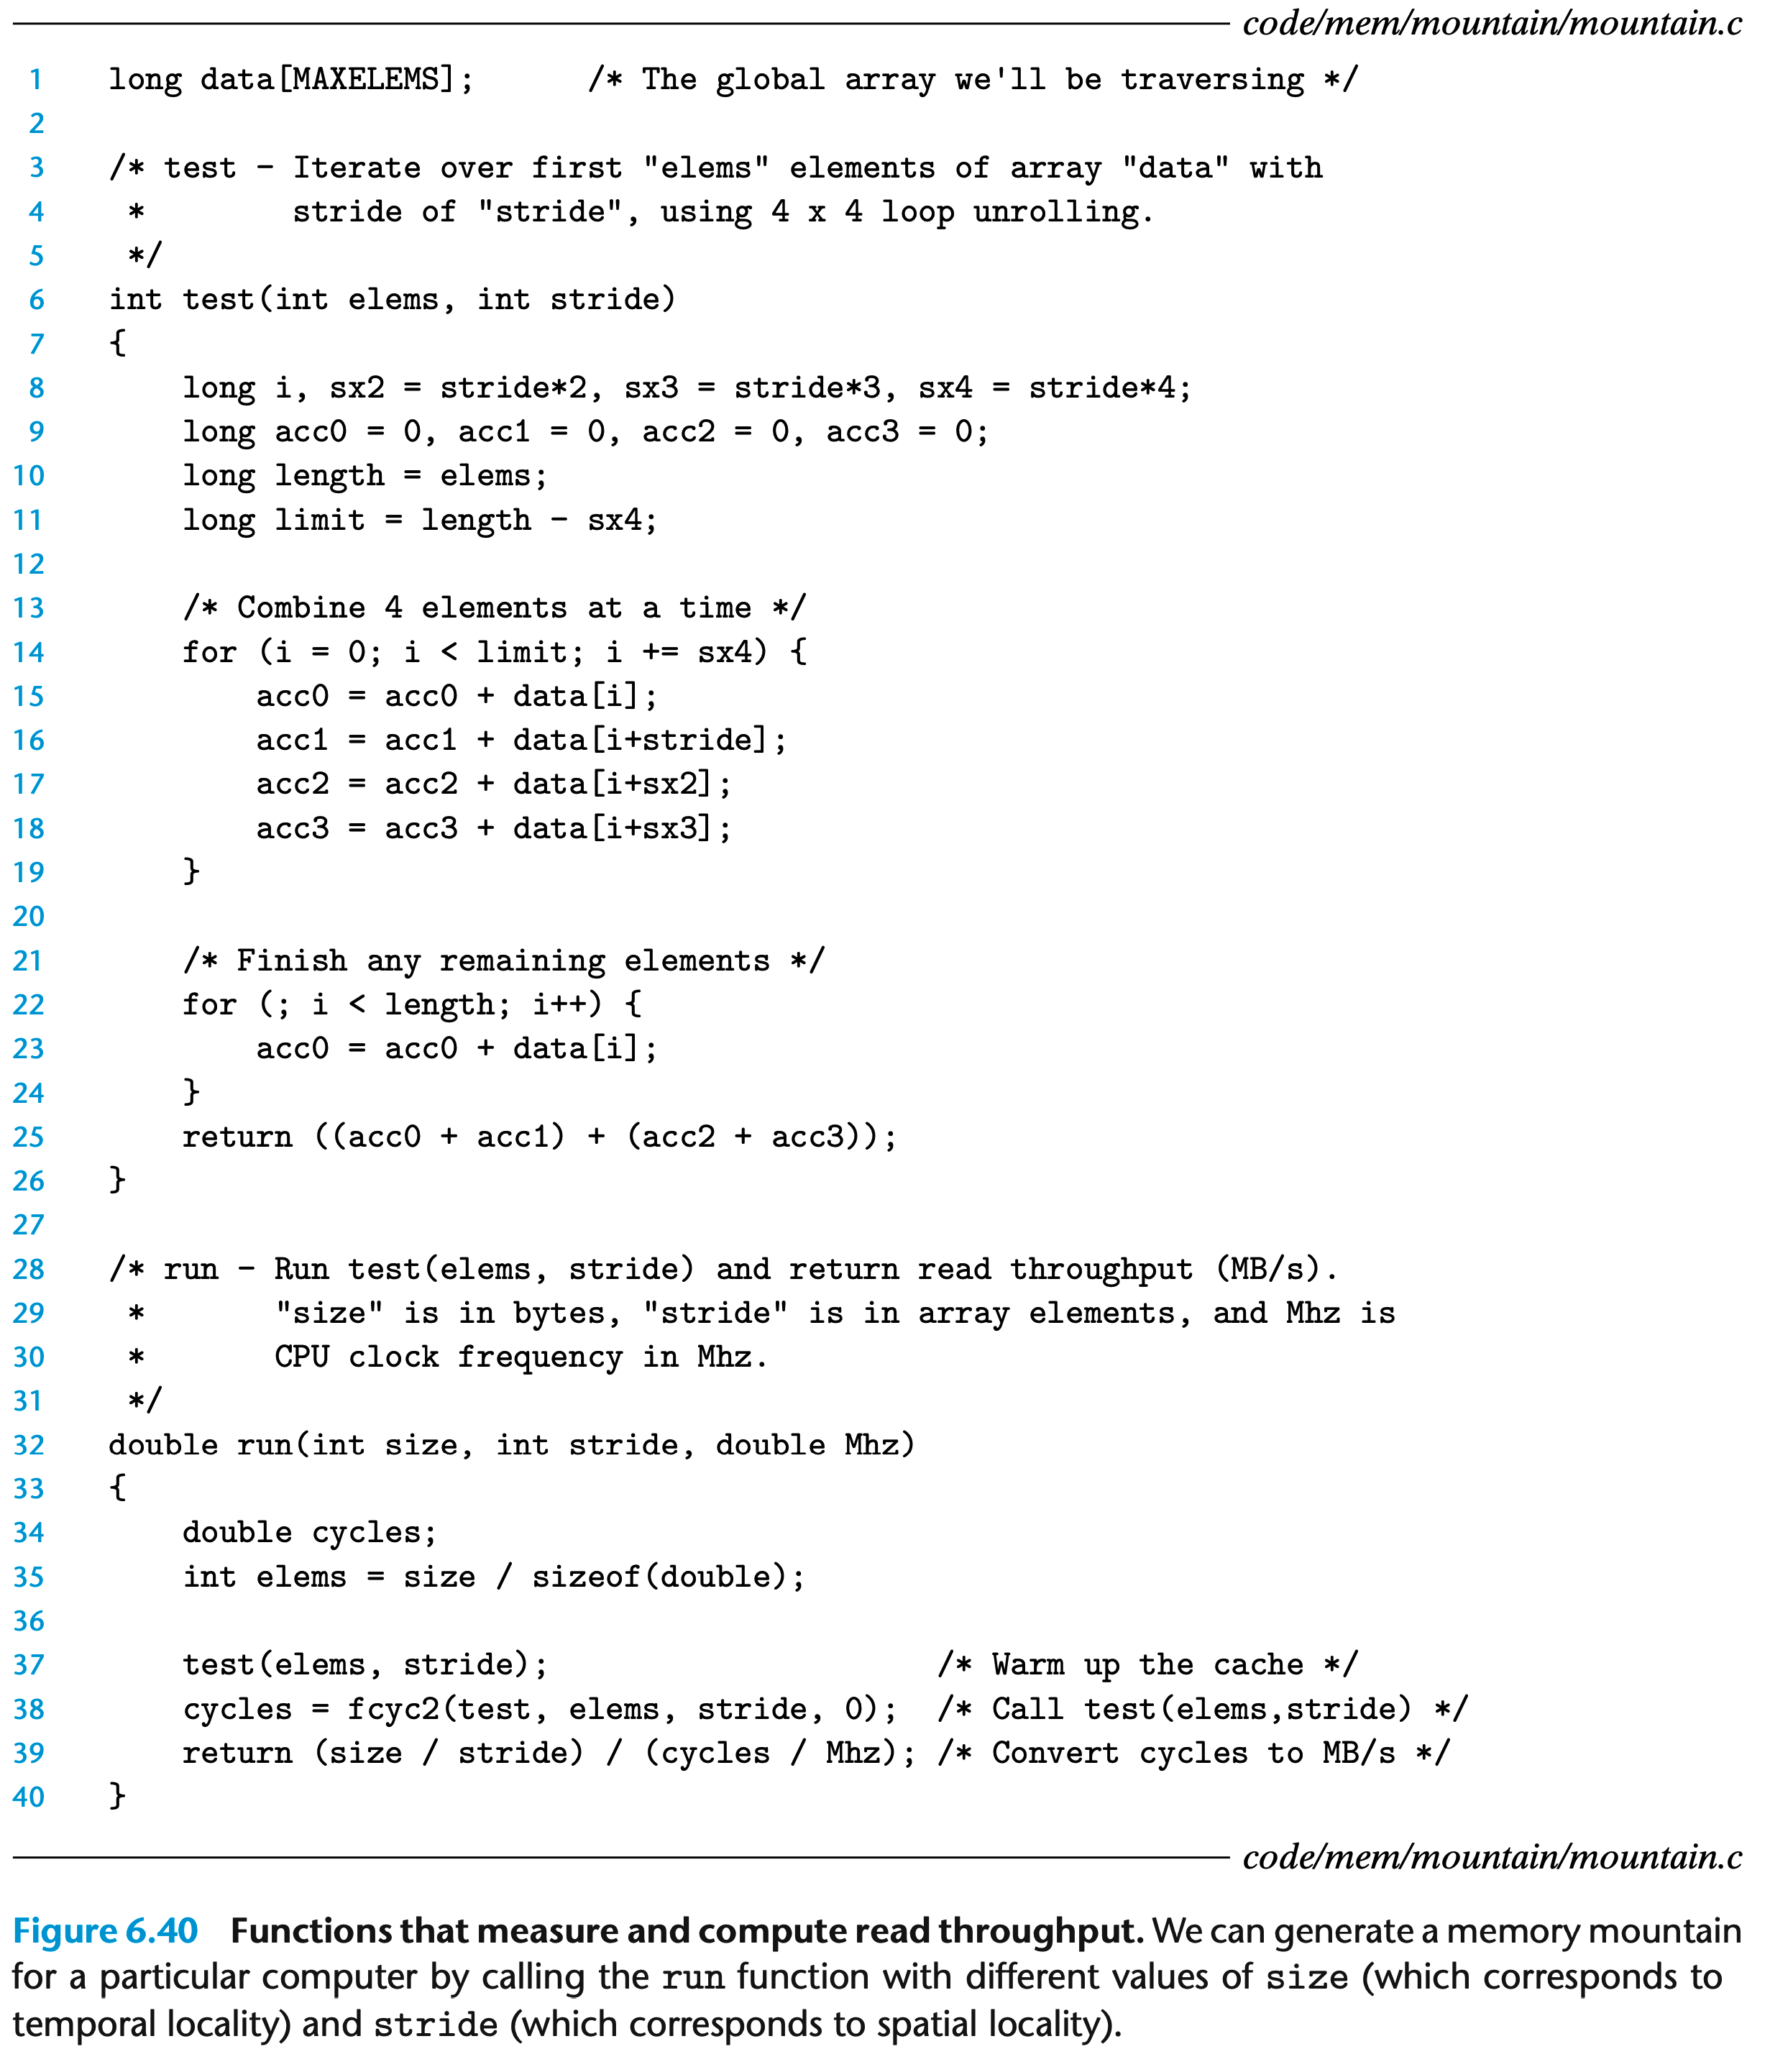 code/mem/mountain/mountain.c
1 long data[MAXELEMS]; /* The global array we'll be traversing */
2
3 /* test - Iterate over first "elems" elements of array "data" with
4 * stride of "stride", using 4 x 4 loop unrolling.
5 */
6 int test(int elems, int stride)
7 {
8 long i, sx2 = stride*2, sx3 = stride*3, sx4 = stride*4;
9 long acc0 = 0, acc1 = 0, acc2 = 0, acc3 = 0;
10 long length = elems;
11 long limit = length - sx4;
12
13 /* Combine 4 elements at a time */
14 for (i = 0; i < limit; i += sx4) {
15 acc0 = acc0 + data[i];
16 acc1 = acc1 + data[i+stride];
17 acc2 = acc2 + data[i+sx2];
18 acc3 = acc3 + data[i+sx3];
19 }
20
21 /* Finish any remaining elements */
22 for (; i < length; i++) {
23 acc0 = acc0 + data[i];
24 }
25 return ((acc0 + acc1) + (acc2 + acc3));
26 }
27
28 /* run - Run test(elems, stride) and return read throughput (MB/s).
29 * "size" is in bytes, "stride" is in array elements, and Mhz is
30 * CPU clock frequency in Mhz.
31 */
32 double run(int size, int stride, double Mhz)
33 {
34 double cycles;
35 int elems = size / sizeof(double);
36
37 test(elems, stride); /* Warm up the cache */
38 cycles = fcyc2(test, elems, stride, 0); /* Call test(elems,stride) */
39 return (size / stride) / (cycles / Mhz); /* Convert cycles to MB/s */
40 }
code/mem/mountain/mountain.c
Figure 6.40 Functions that measure and compute read throughput. We can generate a memory mountain
for a particular computer by calling the run function with different values of size (which corresponds to
temporal locality) and stride (which corresponds to spatial locality).